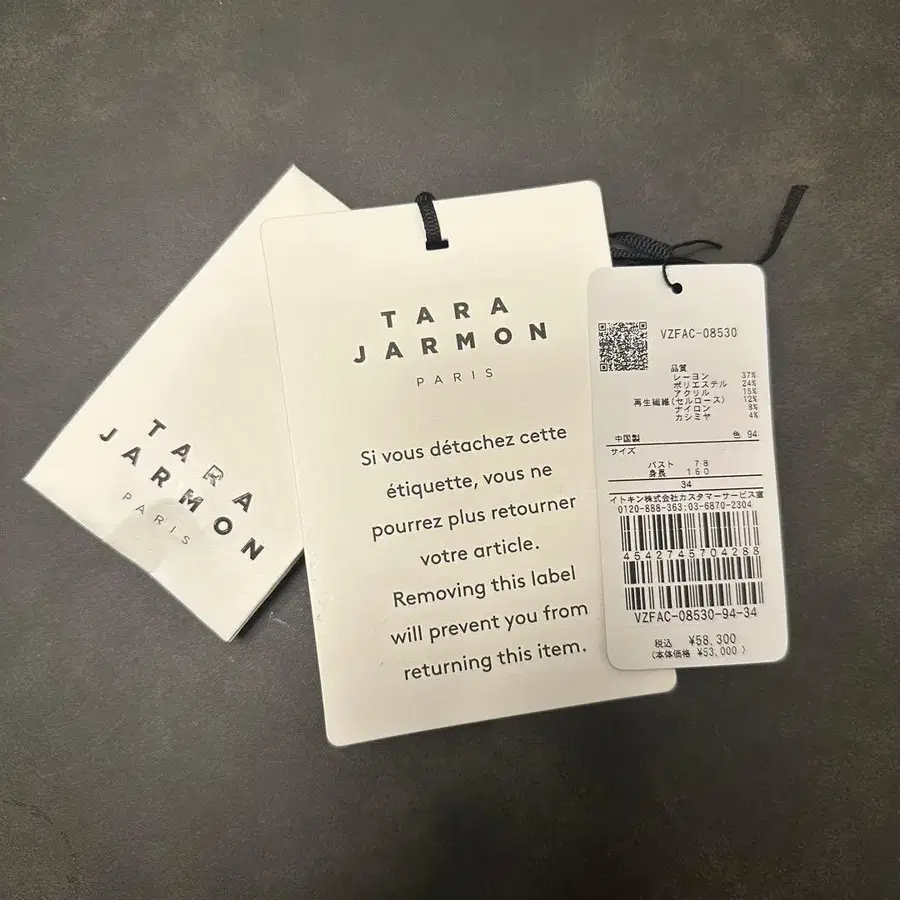 TARA
JARMON
PARIS
TARA
JARMON
PARIS
Si vous détachez cette
étiquette, vous ne
pourrez plus retourner
votre article.
Removing this label
will prevent you from
returning this item.
VZFAC-08530
品質
レーヨン 37%
ポリエステル 24%
アクリル 15%
再生繊維(セルロース) 12%
ナイロン 8%
カシミヤ 4%
中国製 色 94
サイズ
バスト 78
身長 160
34
イトキン株式会社カスタマーサービス室
0120-888-363:03-6870-2304
4542745704288
VZFAC-08530-94-34
税込 ¥58,300
(本体価格 ¥53,000 )